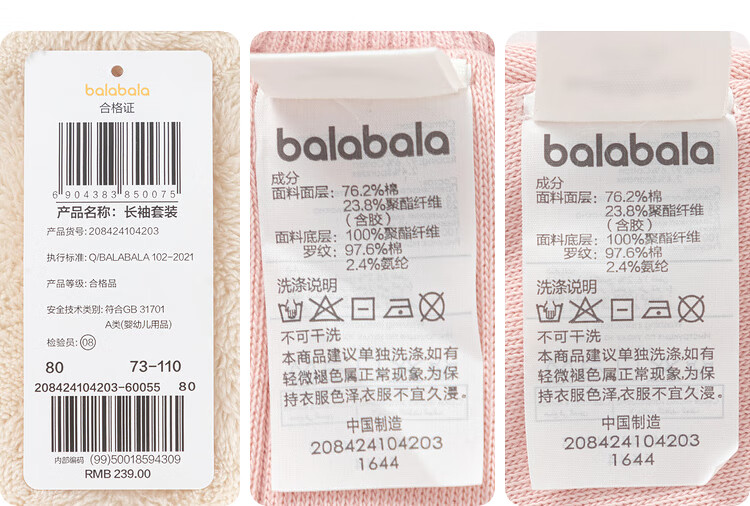 balabala
合格证
6 904383 850075
产品名称：长袖套装
产品货号：208424104203
执行标准：Q/BALABALA 102-2021
产品等级：合格品
安全技术类别：符合GB 31701
A类(婴幼儿用品)
检验员：08
80 73-110
208424104203-60055 80
内部编码 (99)50018594309
RMB 239.00
balabala
成分
面料面层：76.2%棉
23.8%聚酯纤维
（含胶）
面料底层：100%聚酯纤维
罗纹：97.6%棉
2.4%氨纶
洗涤说明
不可干洗
本商品建议单独洗涤.如有
轻微褪色属正常现象,为保
持衣服色泽衣服不宜久浸。
中国制造
208424104203
1644
balabala
成分
面料面层：76.2%棉
23.8%聚酯纤维
（含胶）
面料底层：100%聚酯纤维
罗纹：97.6%棉
2.4%氨纶
洗涤说明
不可干洗
本商品建议单独洗涤.如有
轻微褪色属正常现象,为保
持衣服色泽衣服不宜久浸。
中国制造
208424104203
1644